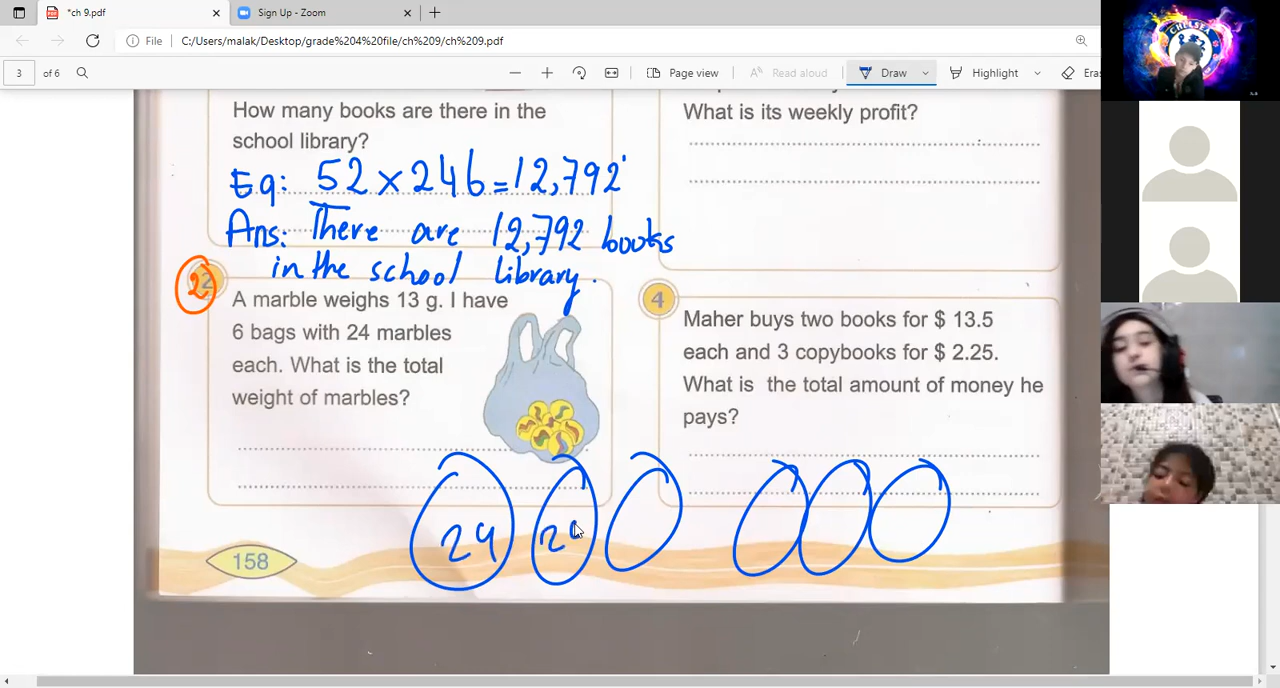 *ch 9.pdf
Sign Up - Zoom
File
C:/Users/malak/Desktop/grade%204%20file/ch%209/ch%209.pdf
3 of 6
Page view
Read aloud
Draw
Highlight
CHELSEA
How many books are there in the
school library?
Eq: 52 × 246 = 12,792
Ans: There are 12,792 books
in the school library.
What is its weekly profit?
2
A marble weighs 13 g. I have
6 bags with 24 marbles
each. What is the total
weight of marbles?
4
Maher buys two books for $ 13.5
each and 3 copybooks for $ 2.25.
What is the total amount of money he
pays?
24
24
158